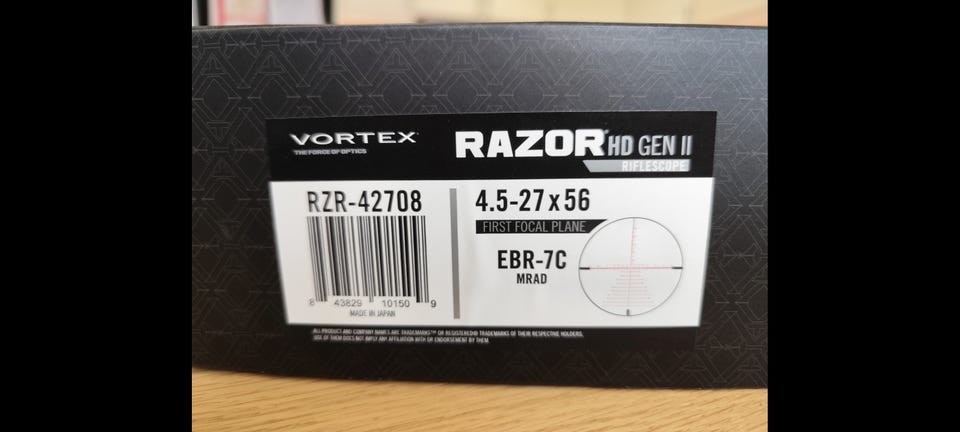 VORTEX
THE FORCE OF OPTICS
RAZOR HD GEN II
RIFLESCOPE
RZR-42708
8 43829 10150 9
MADE IN JAPAN
4.5-27 x 56
FIRST FOCAL PLANE
EBR-7C
MRAD
ALL PRODUCT AND COMPANY NAMES ARE TRADEMARKS™ OR REGISTERED® TRADEMARKS OF THEIR RESPECTIVE HOLDERS.
USE OF THEM DOES NOT IMPLY ANY AFFILIATION WITH OR ENDORSEMENT BY THEM.